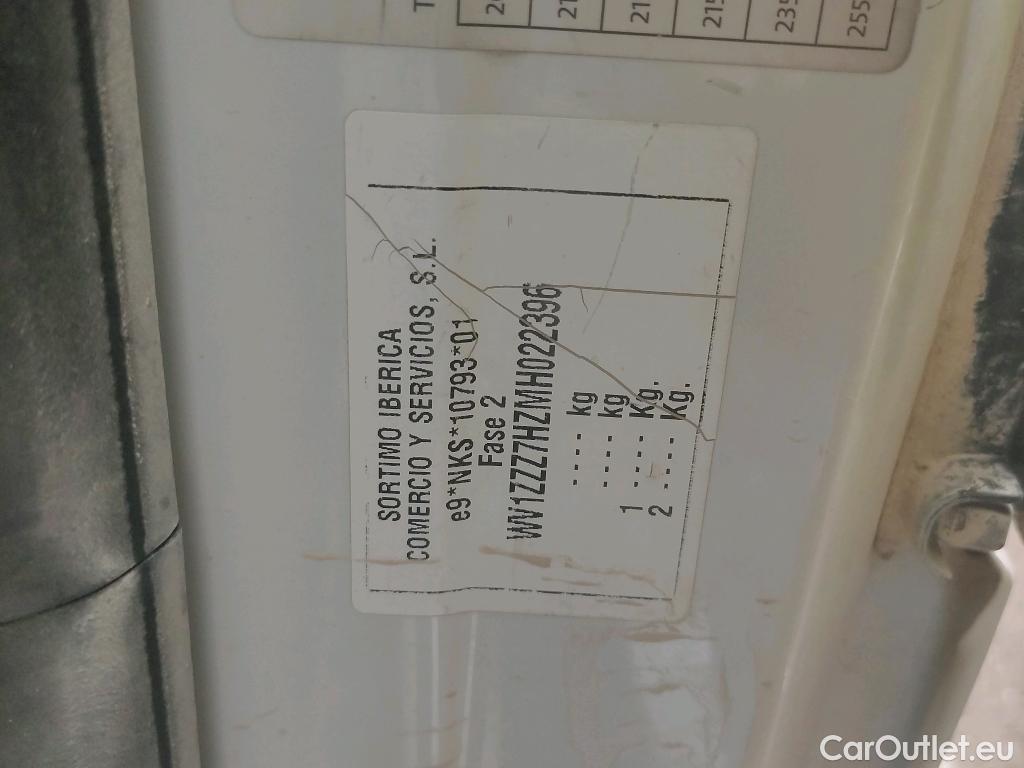 SORTIMO IBERICA
COMERCIO Y SERVICIOS, S.L.
e9*NKS*10793*01
Fase 2
WV1ZZZ7HZMH022396
- - - - kg
- - - - kg
1 - - - - Kg.
2 - - - - Kg.
CarOutlet.eu